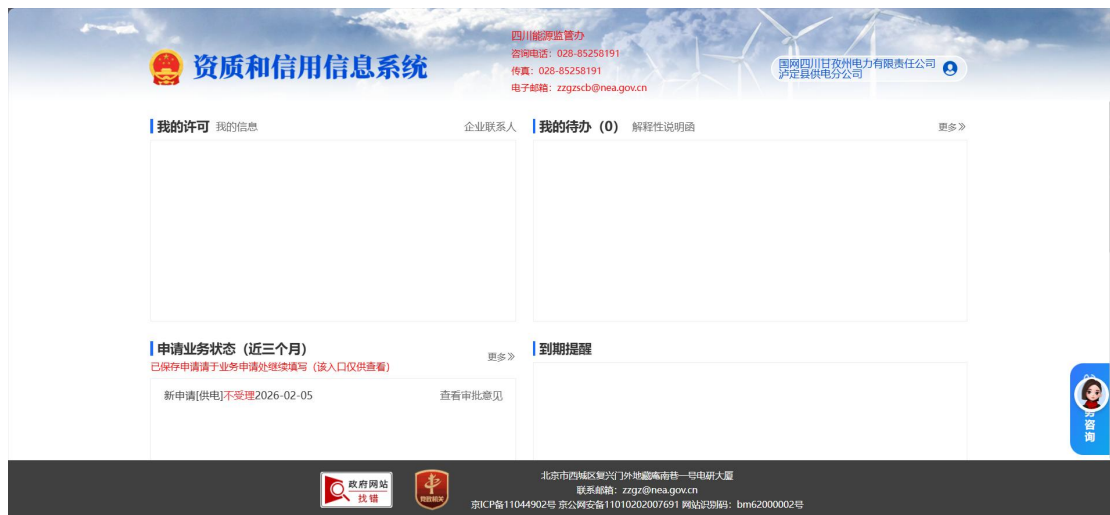 资质和信用信息系统
四川能源监管办
咨询电话：028-85258191
传真：028-85258191
电子邮箱：zzgzscb@nea.gov.cn
国网四川甘孜州电力有限责任公司
泸定县供电分公司
我的许可 我的信息 企业联系人
我的待办（0） 解释性说明函 更多》
申请业务状态（近三个月） 更多》
已保存申请请于业务申请处继续填写（该入口仅供查看）
新申请[供电]不受理2026-02-05 查看审批意见
到期提醒
咨询
政府网站
找错
党政机关
北京市西城区复兴门外地藏庵南巷一号电研大厦
联系邮箱：zzgz@nea.gov.cn
京ICP备11044902号 京公网安备11010202007691 网站识别码：bm62000002号